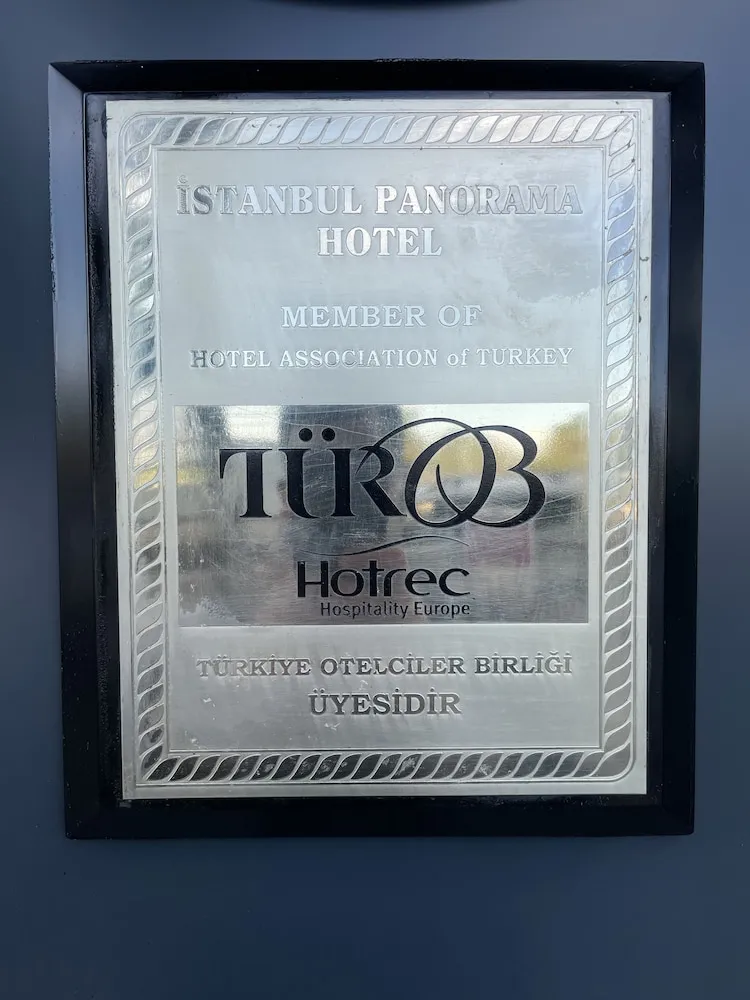 İSTANBUL PANORAMA
HOTEL
MEMBER OF
HOTEL ASSOCIATION of TURKEY
TÜROB
Hotrec
Hospitality Europe
TÜRKİYE OTELCİLER BİRLİĞİ
ÜYESİDİR